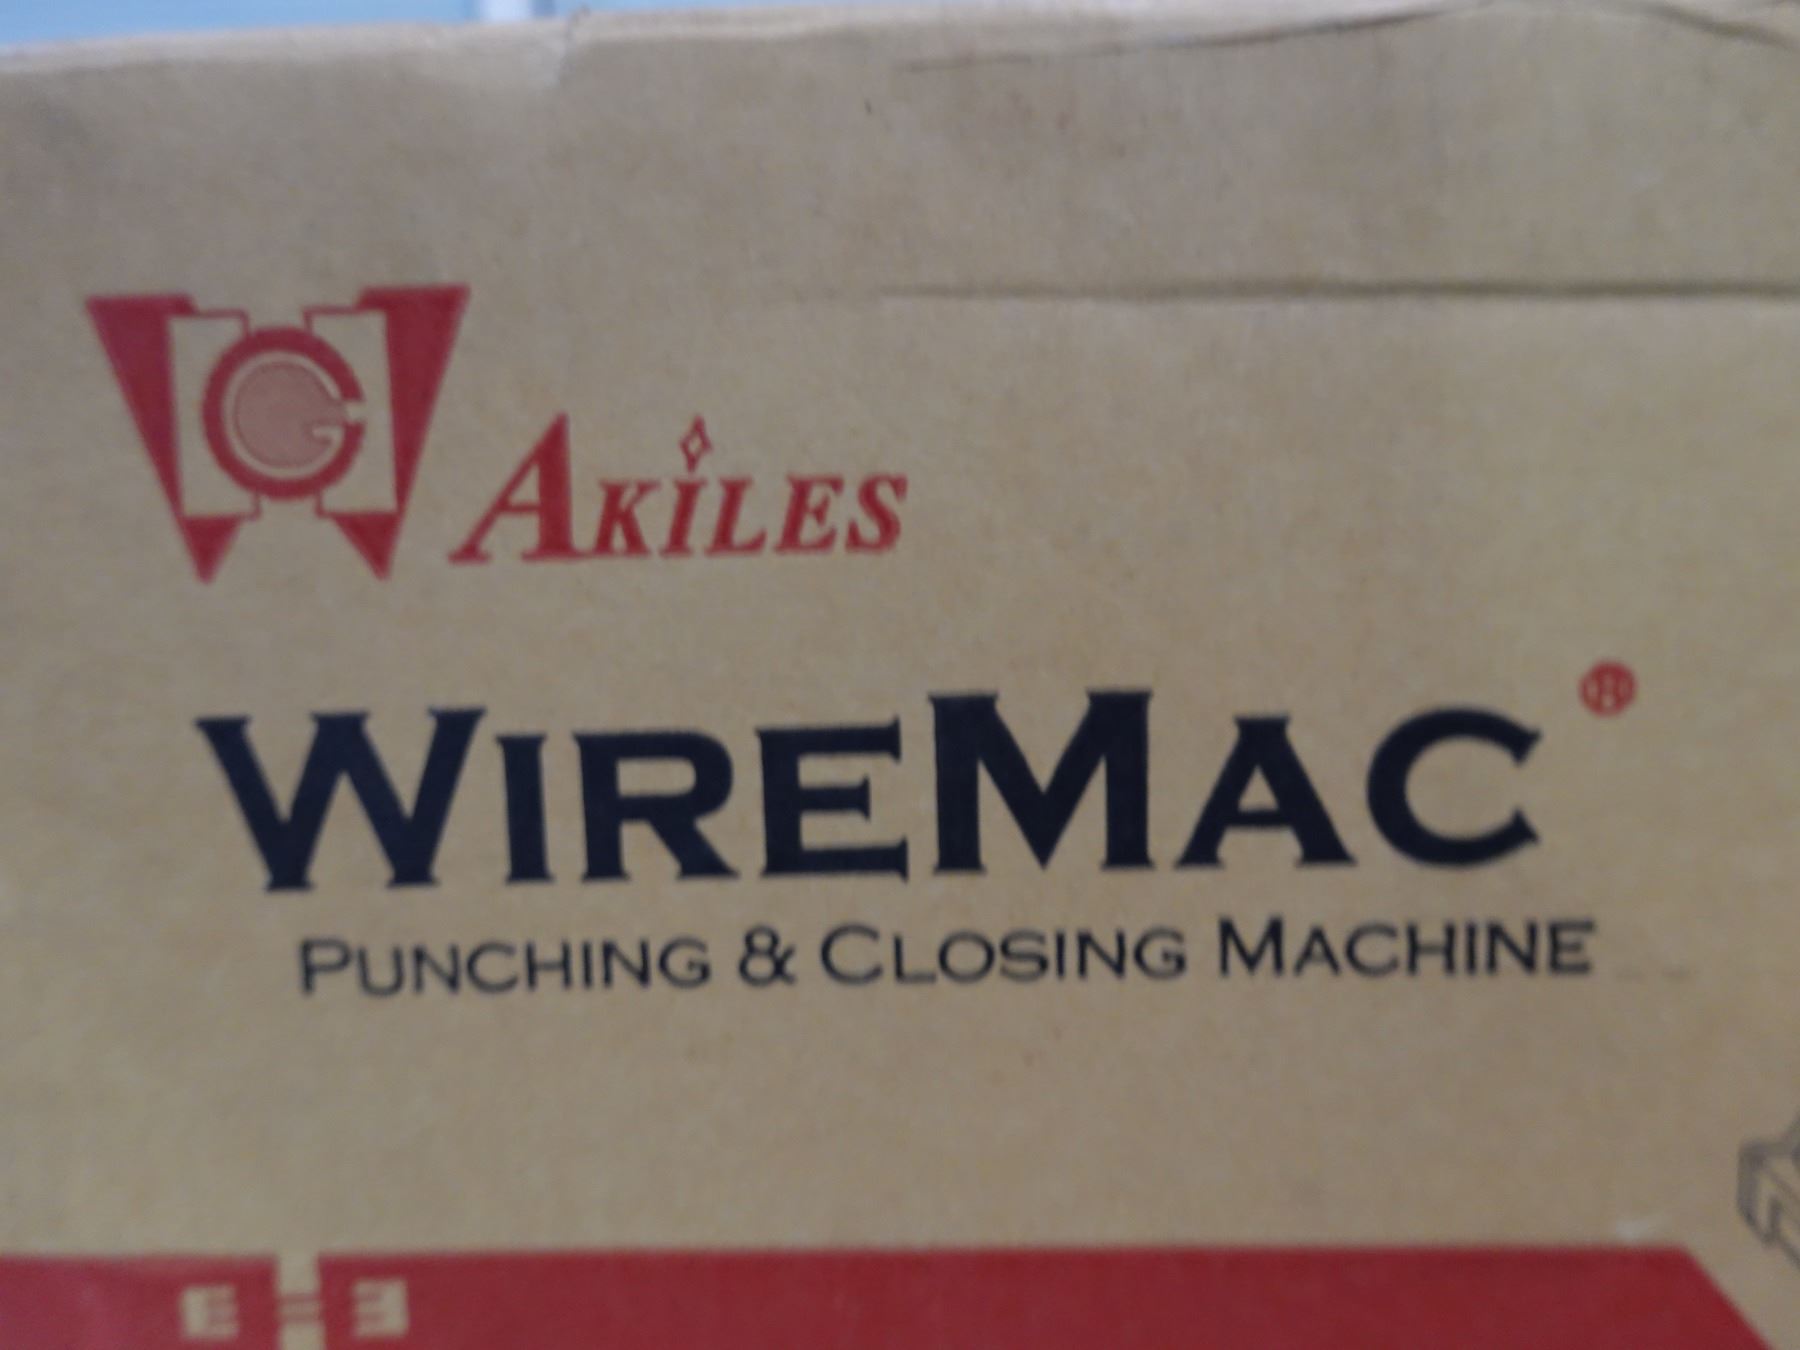 AKILES
WIREMAC®
PUNCHING & CLOSING MACHINE